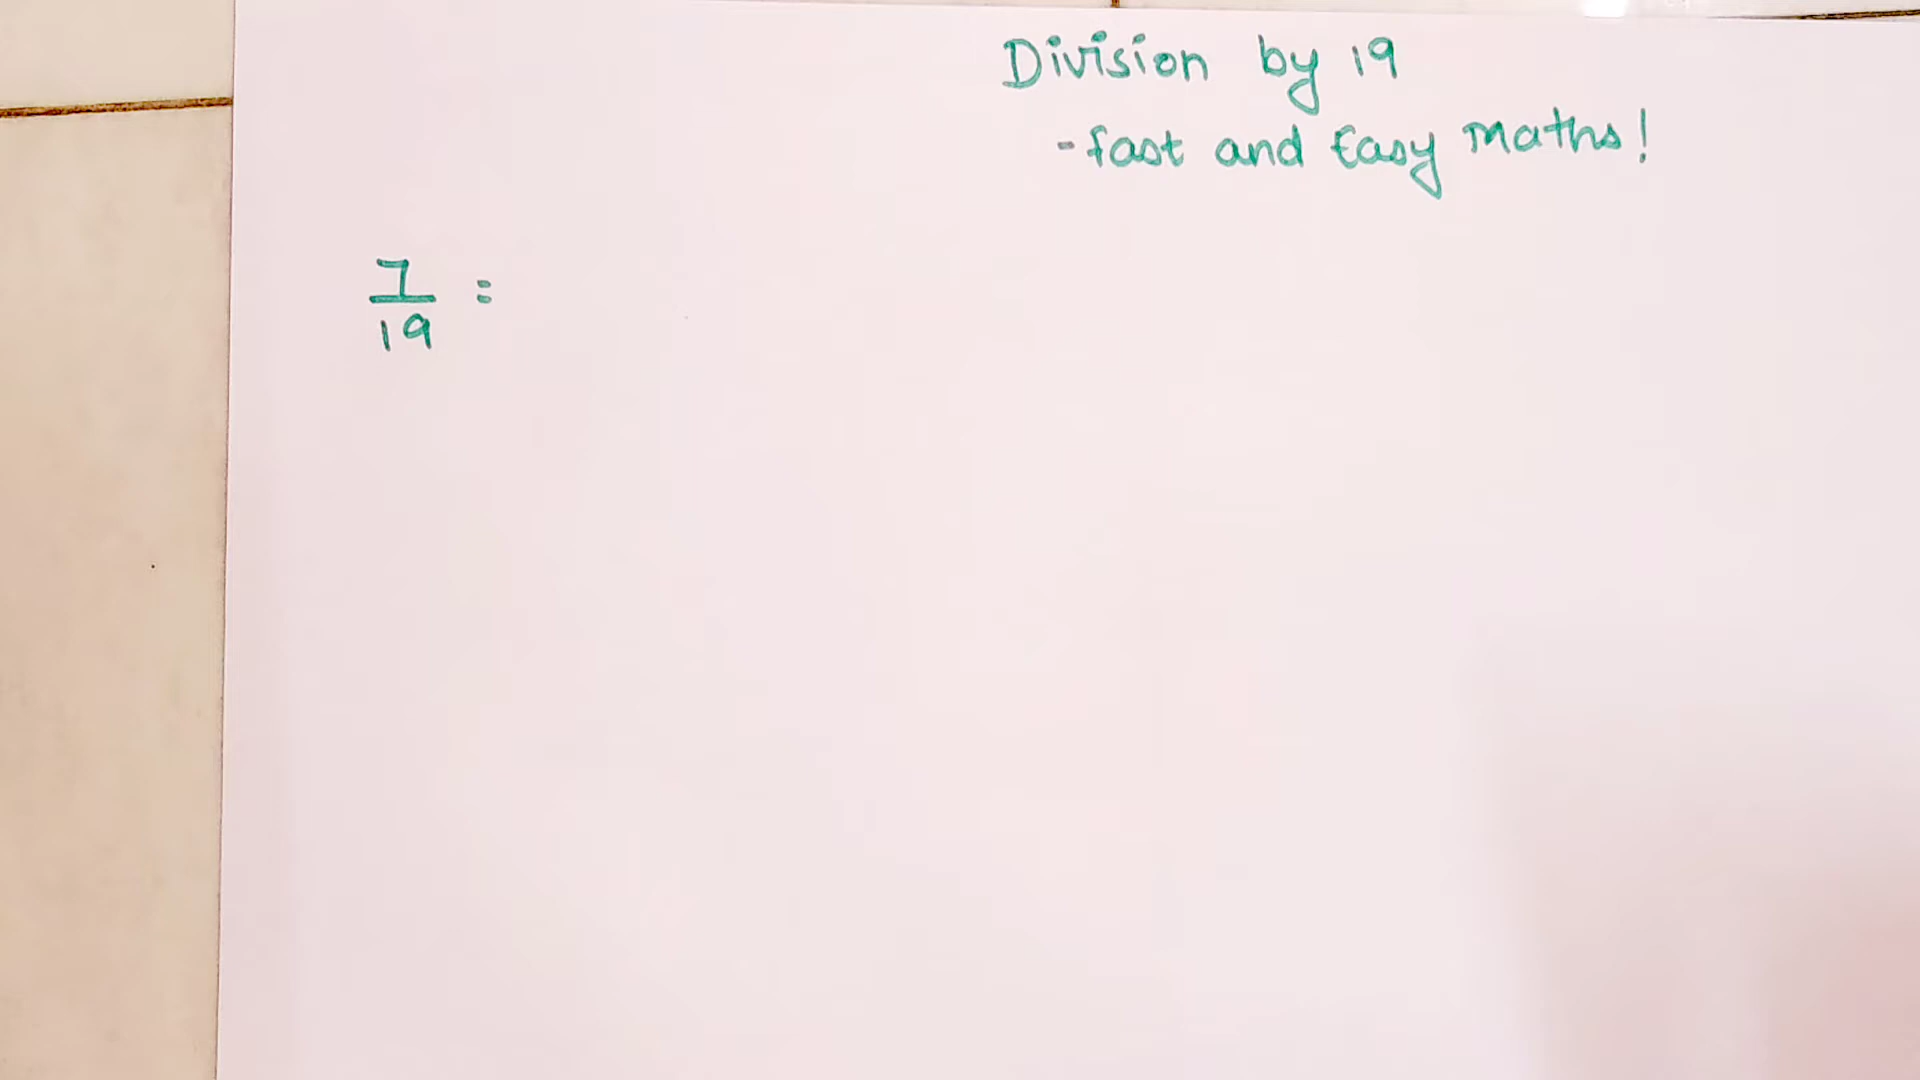 Division by 19
- fast and Easy maths!
7
19
=